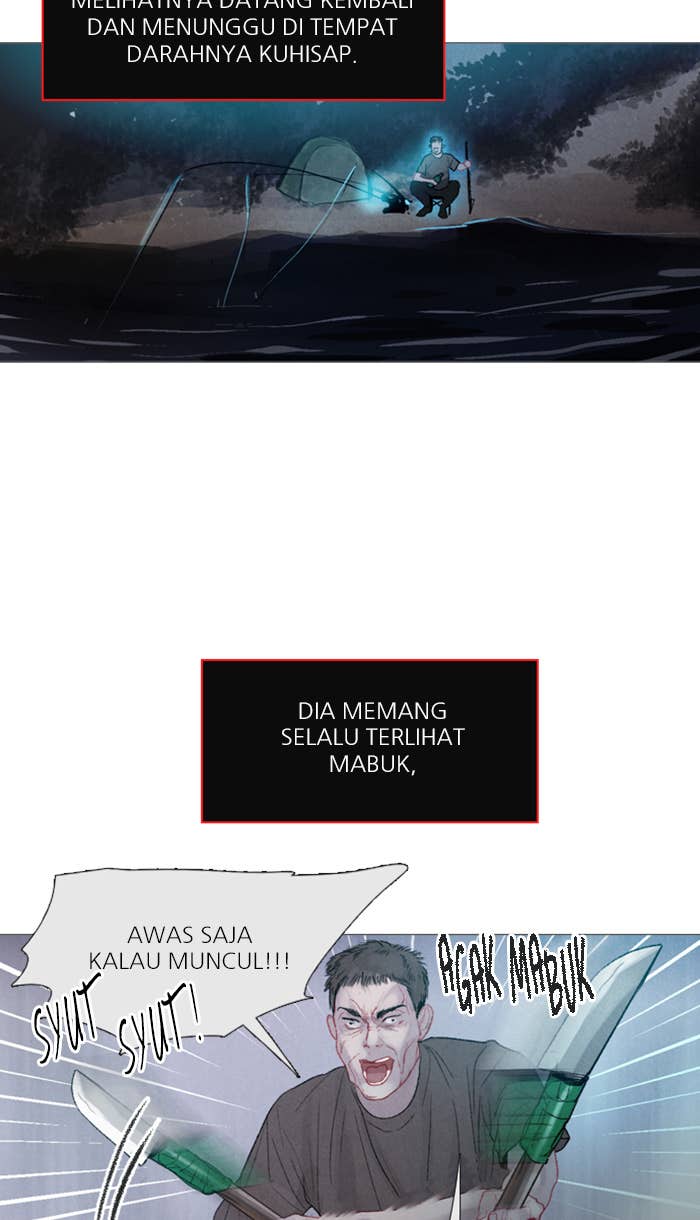 MELIHATNYA DATANG KEMBALI
DAN MENUNGGU DI TEMPAT
DARAHNYA KUHISAP.
DIA MEMANG
SELALU TERLIHAT
MABUK,
AWAS SAJA
KALAU MUNCUL!!!
AGAK MABUK
SYUT
SYUT!